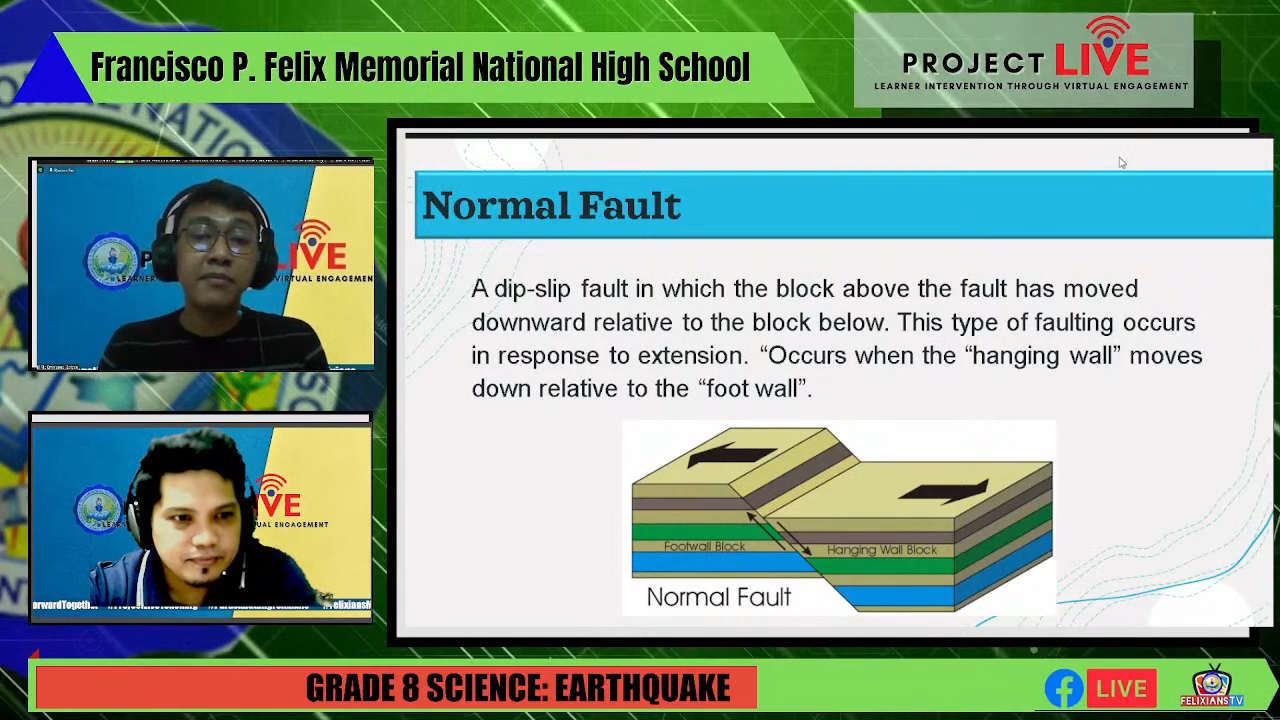 Francisco P. Felix Memorial National High School
PROJECT LIVE
LEARNER INTERVENTION THROUGH VIRTUAL ENGAGEMENT
Normal Fault
A dip-slip fault in which the block above the fault has moved
downward relative to the block below. This type of faulting occurs
in response to extension. “Occurs when the “hanging wall” moves
down relative to the “foot wall”.
Footwall Block
Hanging Wall Block
Normal Fault
LIVE
VIRTUAL ENGAGEMENT
GRADE 8 SCIENCE: EARTHQUAKE
LIVE
FELIXIANS TV